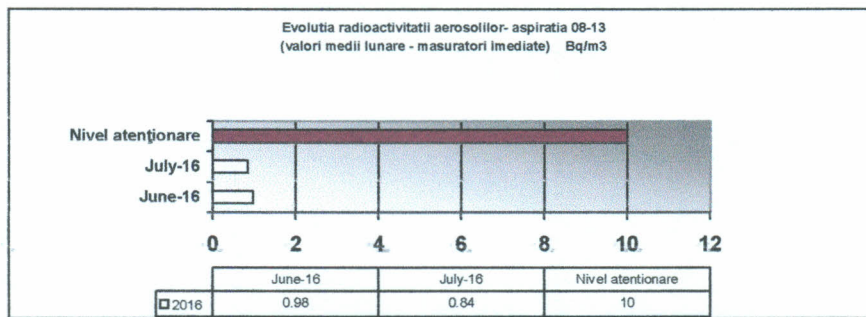 Evolutia radioactivitatii aerosolilor- aspiratia 08-13
(valori medii lunare - masuratori imediate) Bq/m3
Nivel atenţionare
July-16
June-16
0 2 4 6 8 10 12
June-16 July-16 Nivel atentionare
2016 0.98 0.84 10